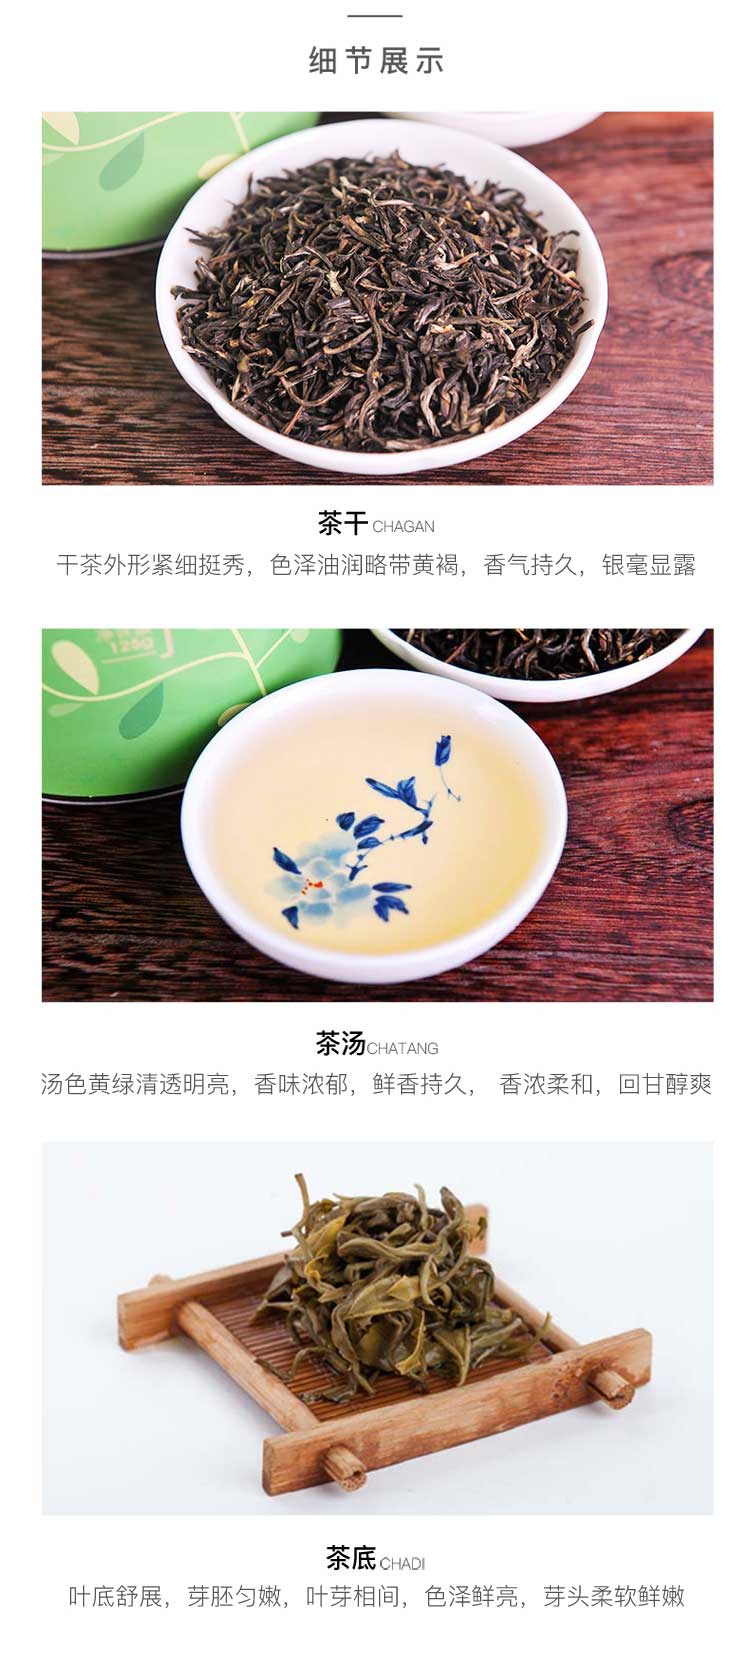 细节展示
茶干 CHAGAN
干茶外形紧细挺秀，色泽油润略带黄褐，香气持久，银毫显露
125G
茶汤CHATANG
汤色黄绿清透明亮，香味浓郁，鲜香持久， 香浓柔和，回甘醇爽
茶底CHADI
叶底舒展，芽胚匀嫩，叶芽相间，色泽鲜亮，芽头柔软鲜嫩